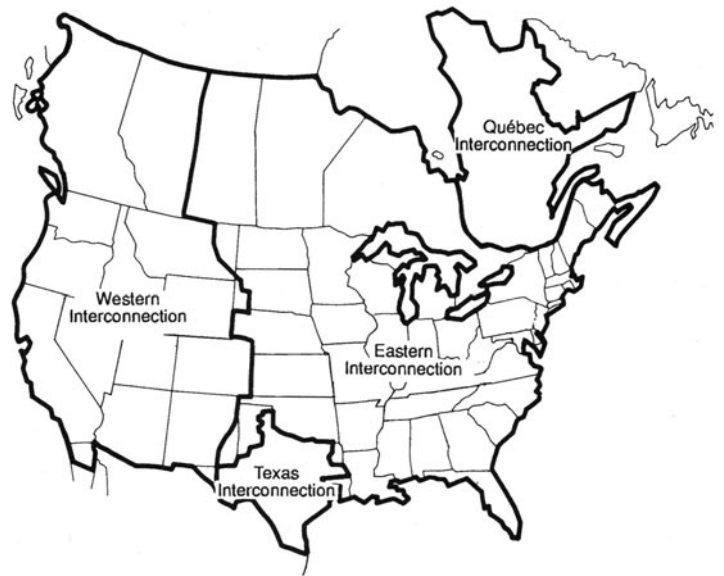 Québec
Interconnection
Western
Interconnection
Eastern
Interconnection
Texas
Interconnection